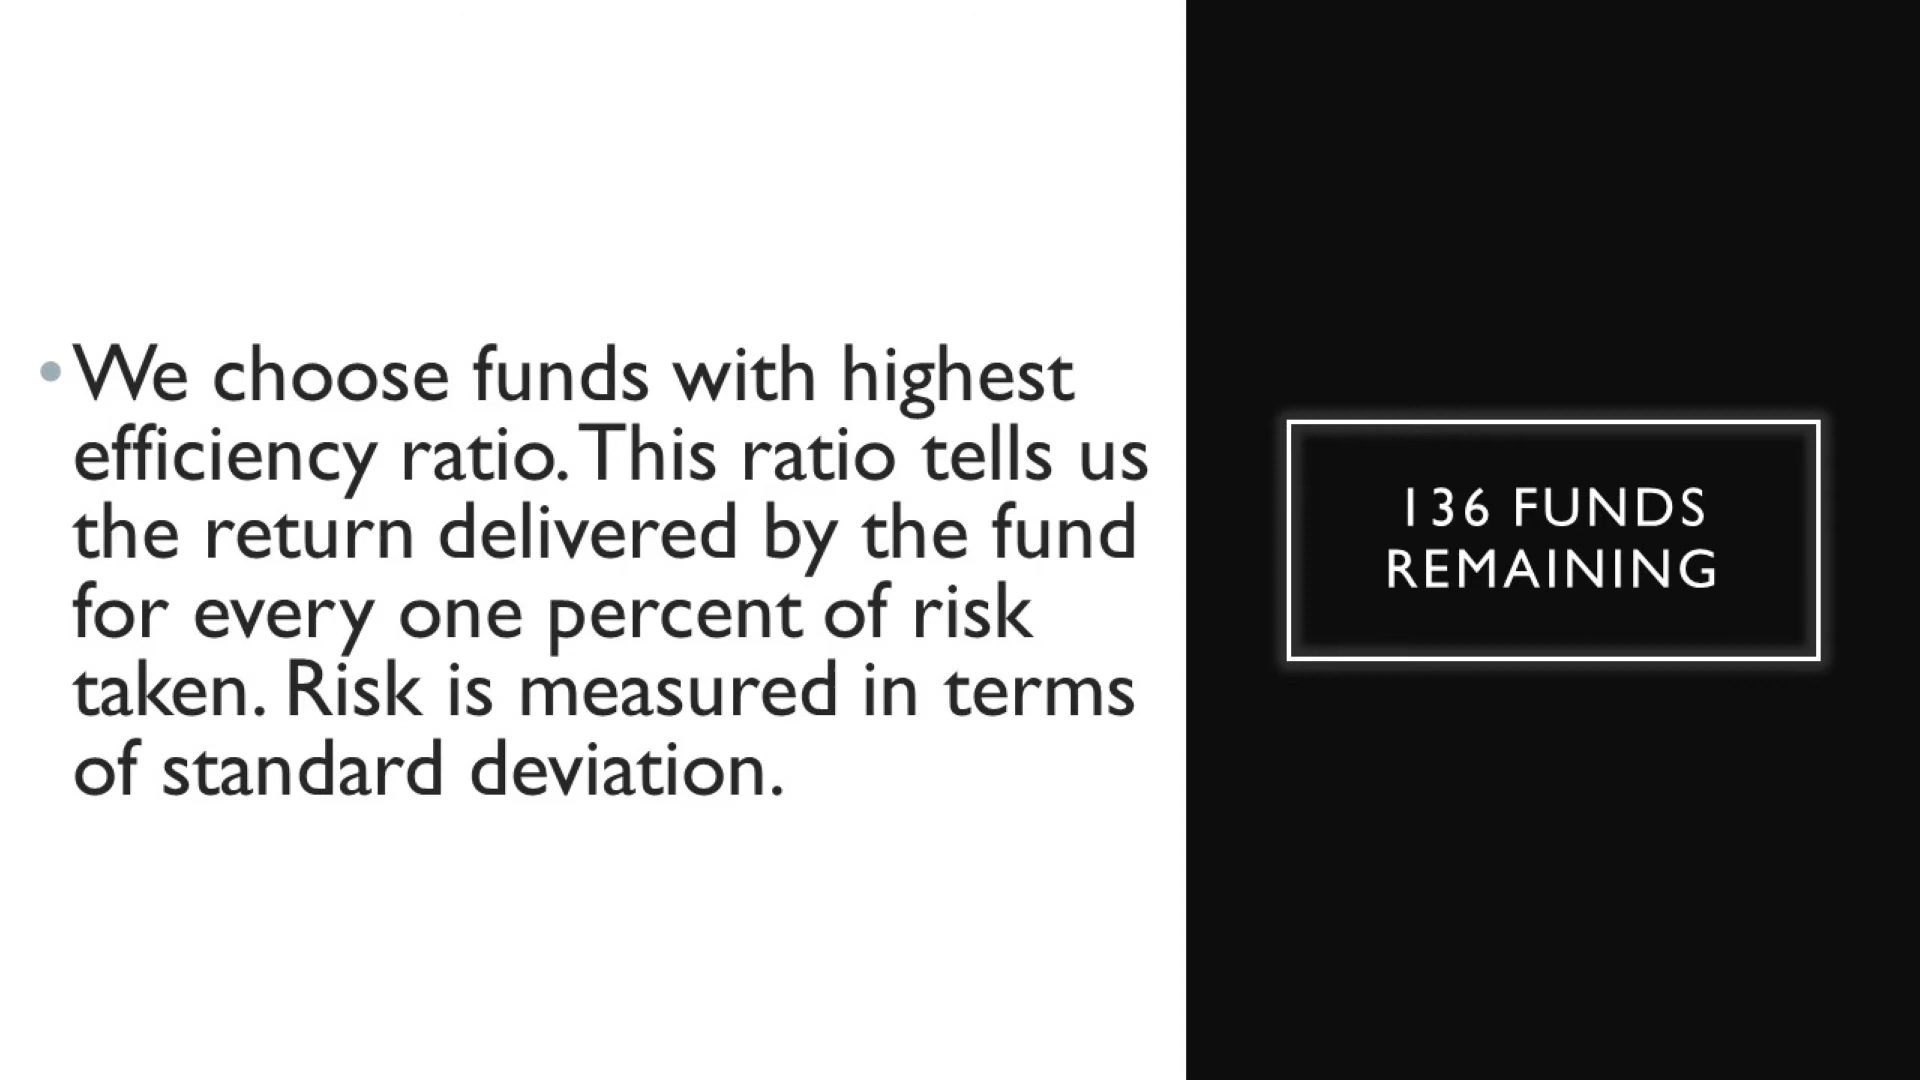 • We choose funds with highest
efficiency ratio. This ratio tells us
the return delivered by the fund
for every one percent of risk
taken. Risk is measured in terms
of standard deviation.
136 FUNDS
REMAINING